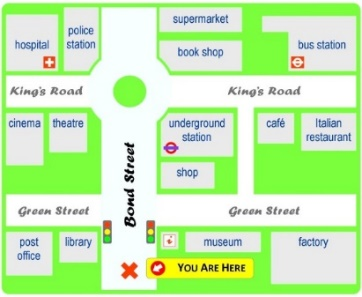 supermarket
police
station
hospital
book shop
bus station
King's Road
King's Road
cinema
theatre
underground
station
café
Italian
restaurant
Bond Street
shop
Green Street
Green Street
post
office
library
museum
factory
YOU ARE HERE